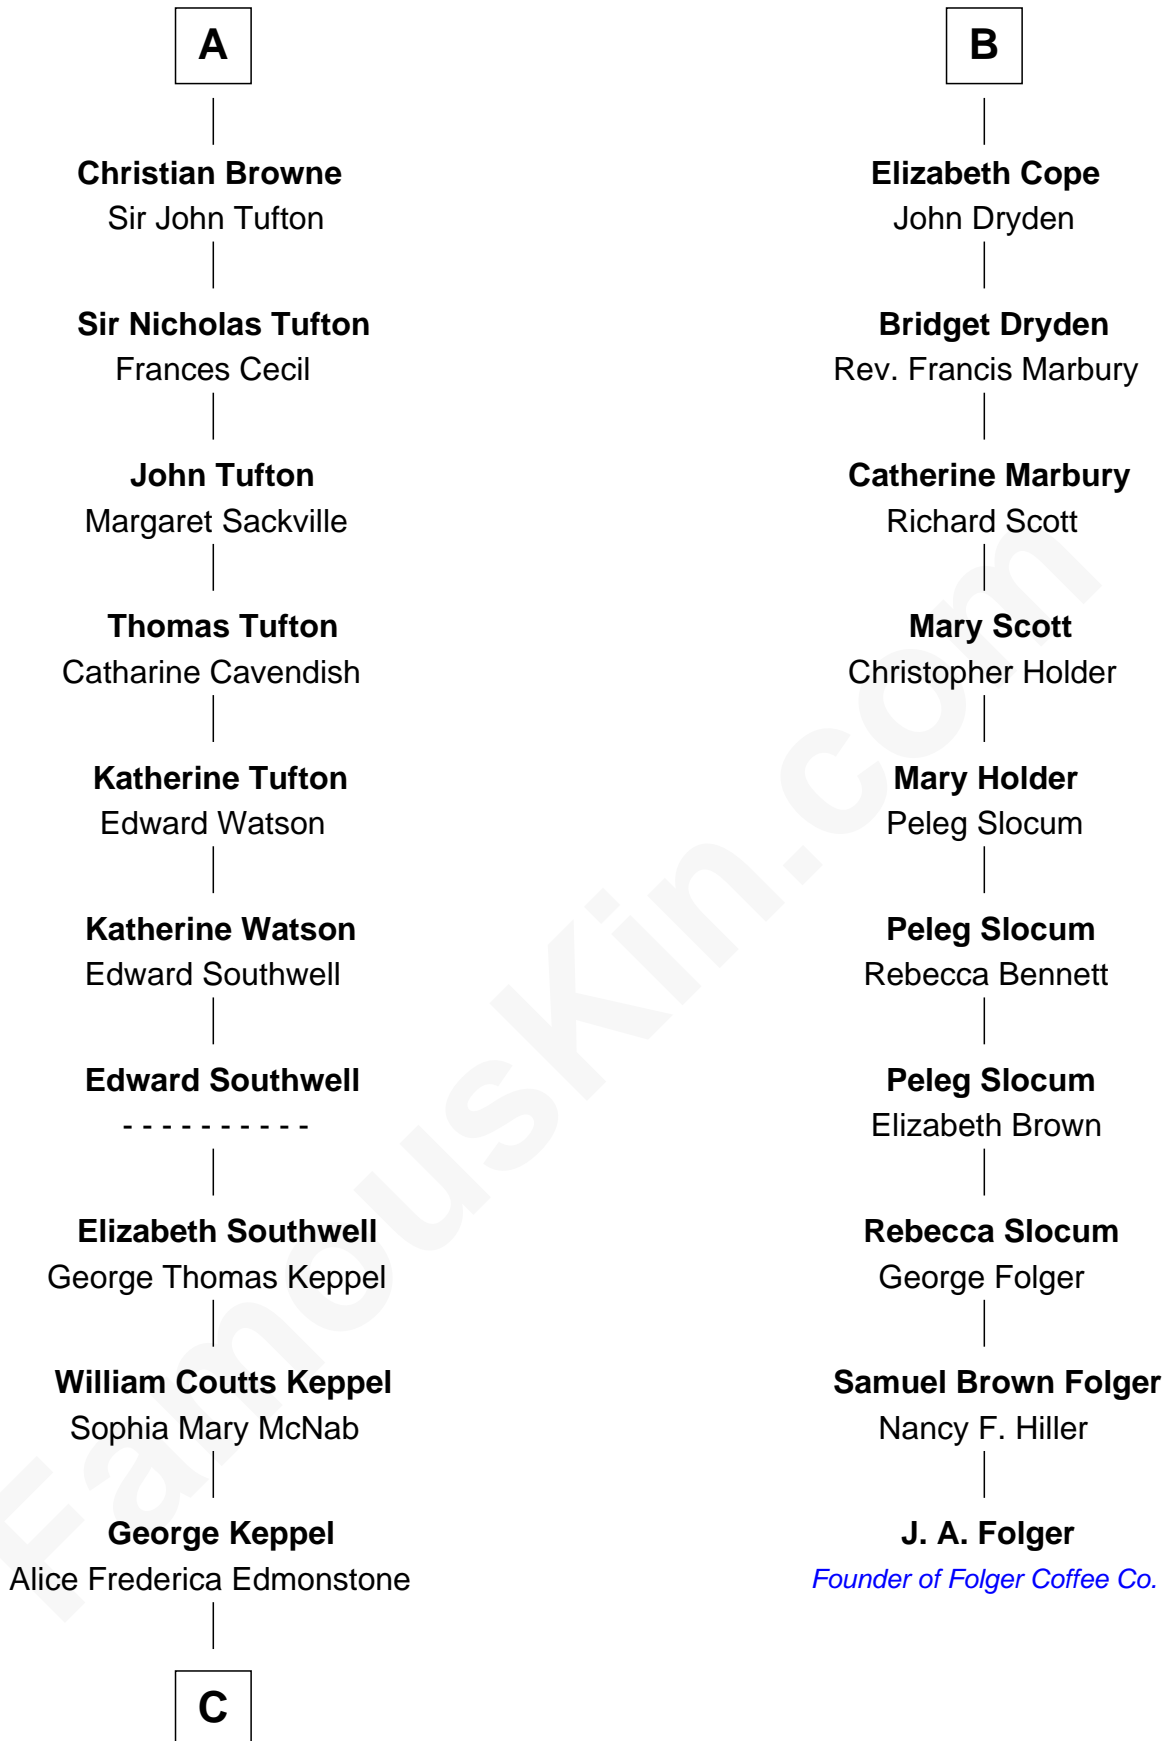 A
Christian Browne
Sir John Tufton
Sir Nicholas Tufton
Frances Cecil
John Tufton
Margaret Sackville
Thomas Tufton
Catharine Cavendish
Katherine Tufton
Edward Watson
Katherine Watson
Edward Southwell
Edward Southwell
- - - - - - - - - -
Elizabeth Southwell
George Thomas Keppel
William Coutts Keppel
Sophia Mary McNab
George Keppel
Alice Frederica Edmonstone
C
B
Elizabeth Cope
John Dryden
Bridget Dryden
Rev. Francis Marbury
Catherine Marbury
Richard Scott
Mary Scott
Christopher Holder
Mary Holder
Peleg Slocum
Peleg Slocum
Rebecca Bennett
Peleg Slocum
Elizabeth Brown
Rebecca Slocum
George Folger
Samuel Brown Folger
Nancy F. Hiller
J. A. Folger
Founder of Folger Coffee Co.
FamousKin.com